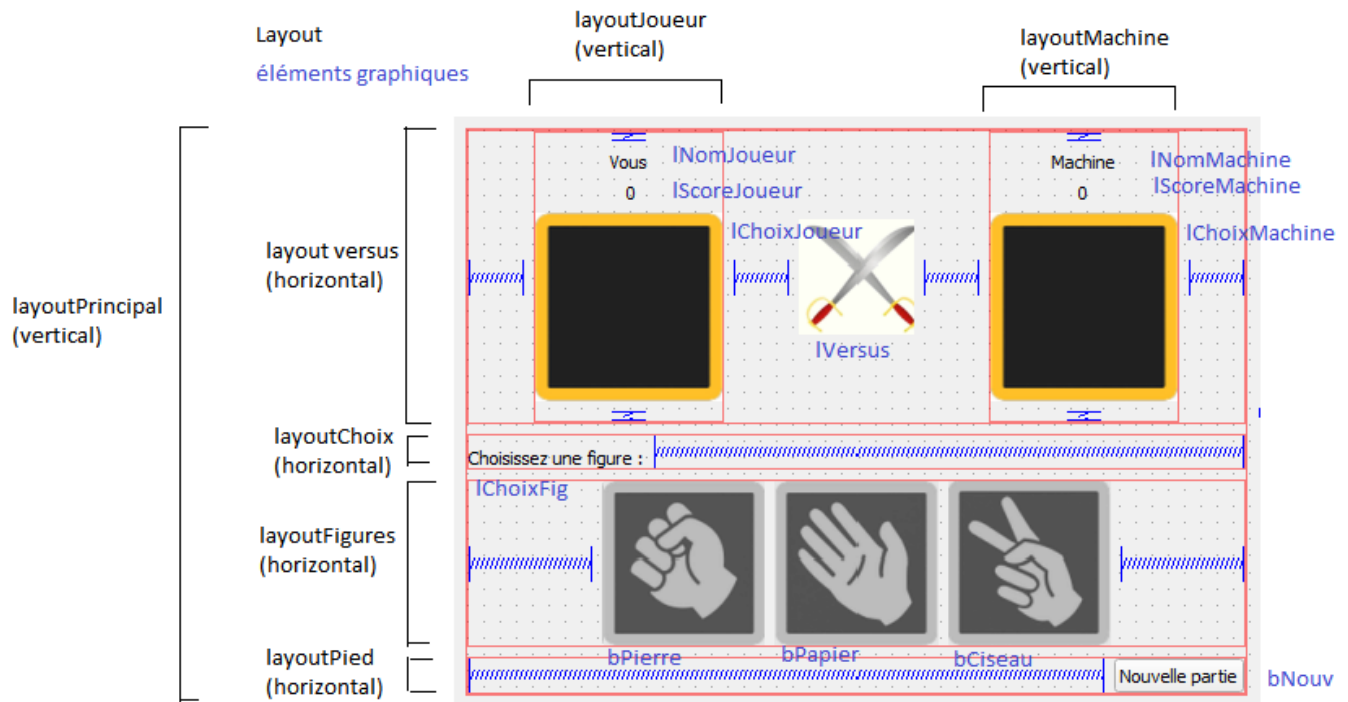 Layout
éléments graphiques
layoutJoueur
(vertical)
layoutMachine
(vertical)
layoutPrincipal
(vertical)
layout versus
(horizontal)
Vous
lNomJoueur
0
lScoreJoueur
lChoixJoueur
lVersus
Machine
lNomMachine
0
lScoreMachine
lChoixMachine
layoutChoix
(horizontal)
Choisissez une figure :
lChoixFig
layoutFigures
(horizontal)
bPierre
bPapier
bCiseau
layoutPied
(horizontal)
Nouvelle partie
bNouv